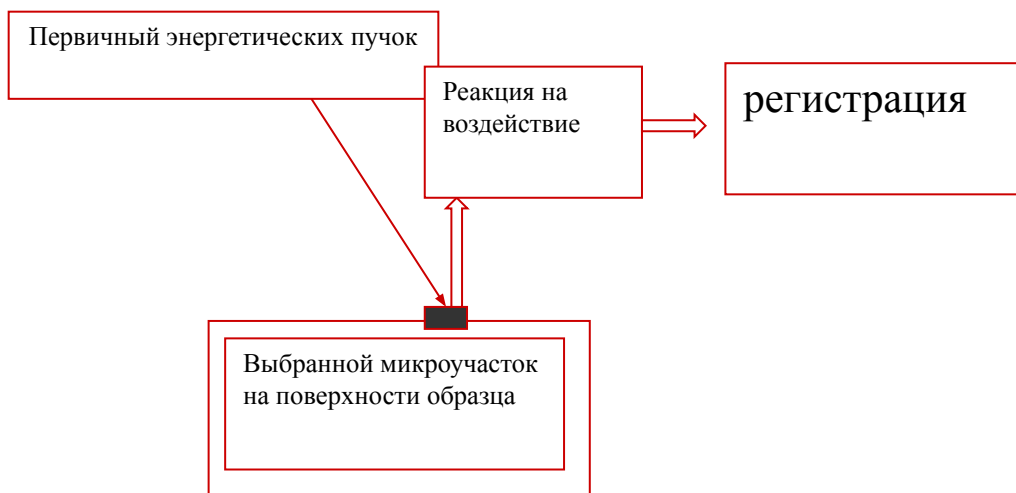 Первичный энергетических пучок
Реакция на
воздействие
регистрация
Выбранной микроучасток
на поверхности образца